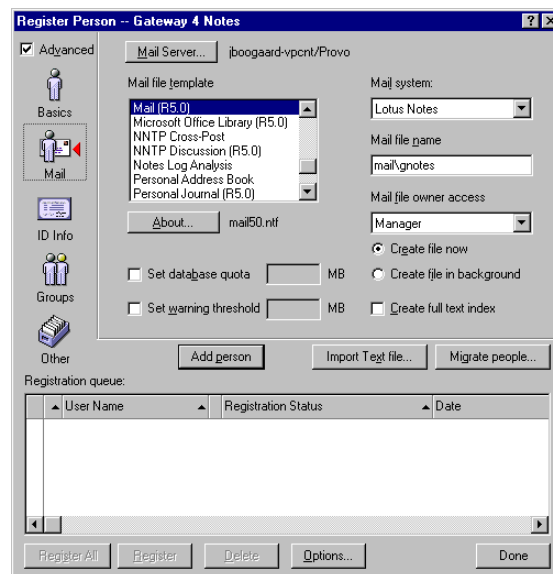 Register Person -- Gateway 4 Notes
Advanced
Basics
Mail
ID Info
Groups
Other
Mail Server... jboogaard-vpcnt/Provo
Mail file template
Mail (R5.0)
Microsoft Office Library (R5.0)
NNTP Cross-Post
NNTP Discussion (R5.0)
Notes Log Analysis
Personal Address Book
Personal Journal (R5.0)
About... mail50.ntf
Set database quota MB
Set warning threshold MB
Mail system:
Lotus Notes
Mail file name
mail\gnotes
Mail file owner access
Manager
Create file now
Create file in background
Create full text index
Add person Import Text file... Migrate people...
Registration queue:
User Name Registration Status Date
Register All Register Delete Options... Done